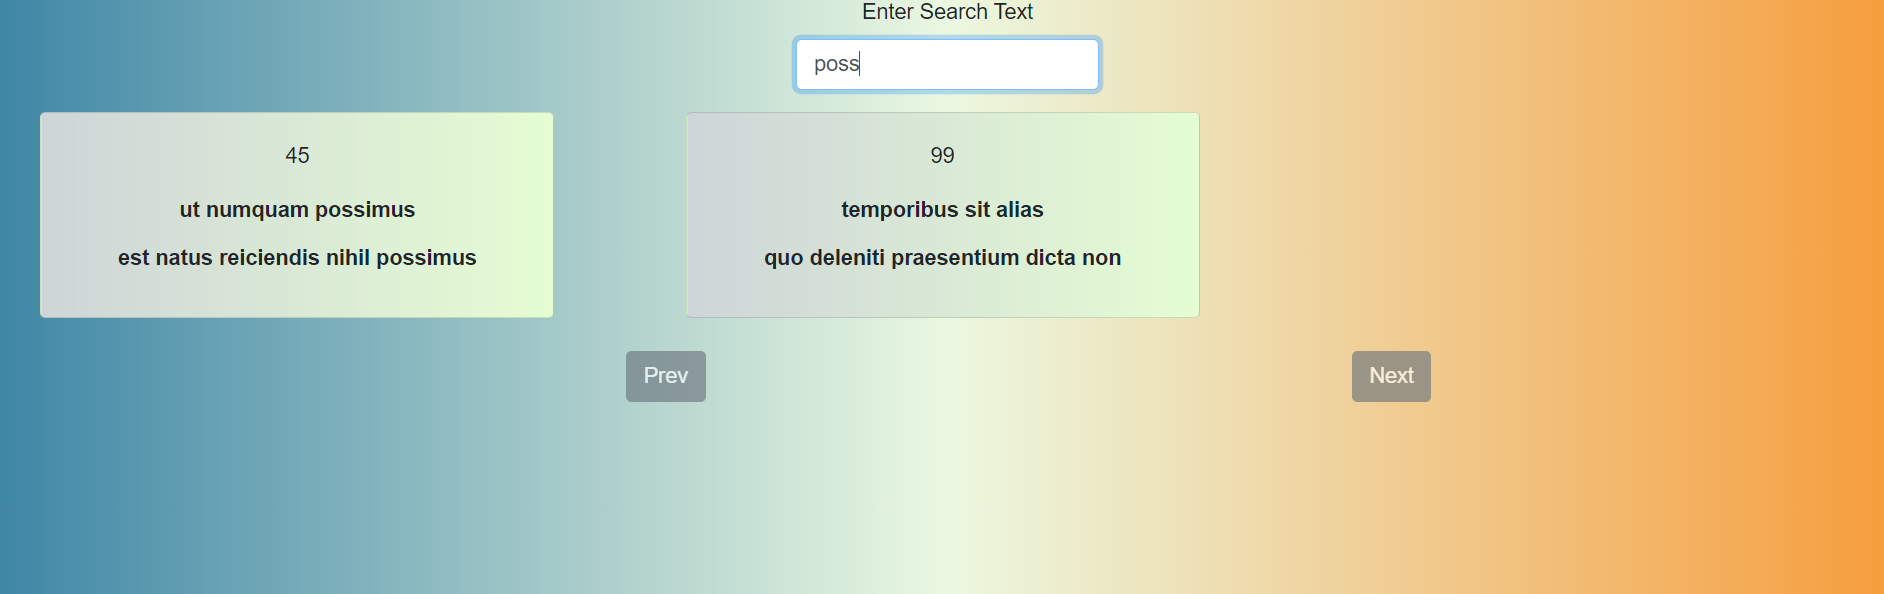 Enter Search Text
poss
45
ut numquam possimus
est natus reiciendis nihil possimus
99
temporibus sit alias
quo deleniti praesentium dicta non
Prev
Next